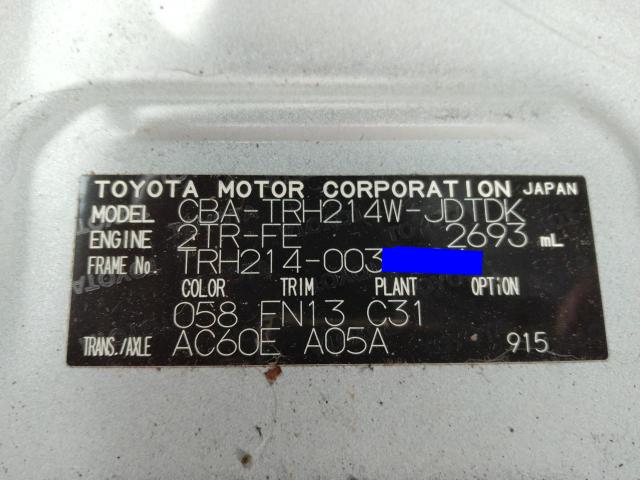 TOYOTA MOTOR CORPORATION JAPAN
MODEL CBA-TRH214W-JDTDK
ENGINE 2TR-FE 2693 mL
FRAME No. TRH214-003
COLOR TRIM PLANT OPTiON
058 FN13 C31
TRANS./AXLE AC60E A05A 915